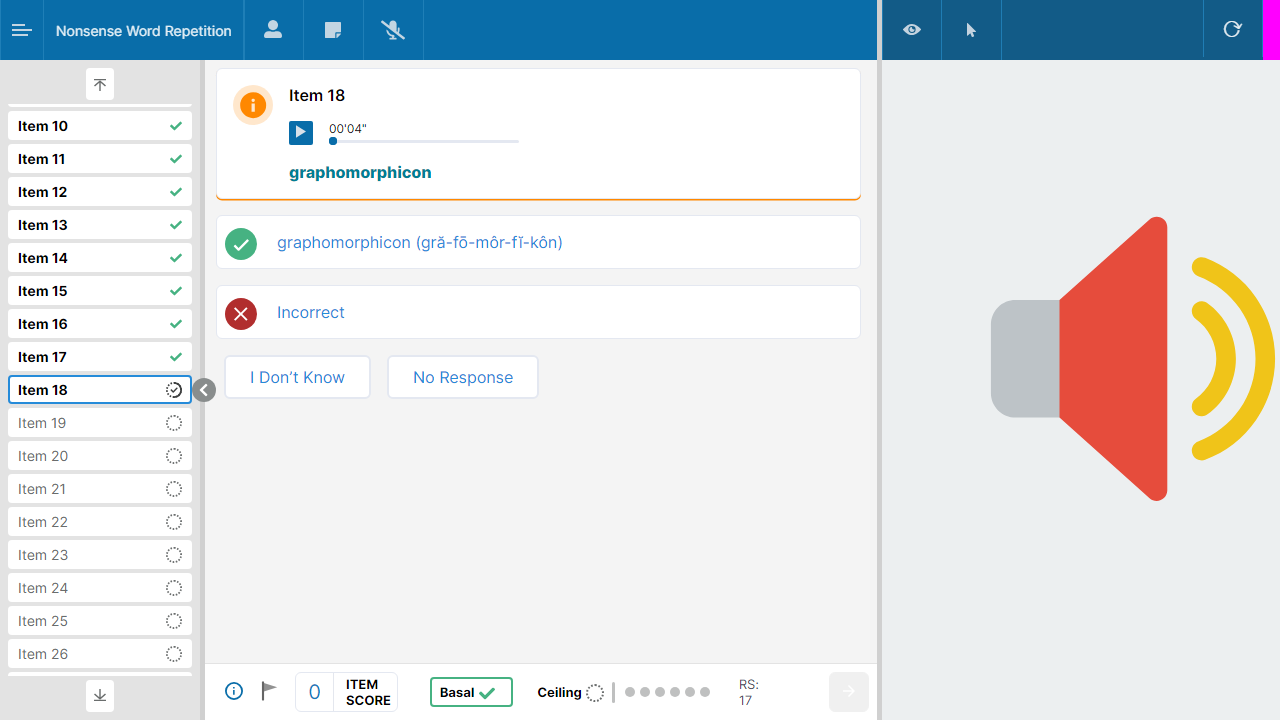 Nonsense Word Repetition
Item 10
Item 11
Item 12
Item 13
Item 14
Item 15
Item 16
Item 17
Item 18
Item 19
Item 20
Item 21
Item 22
Item 23
Item 24
Item 25
Item 26
Item 18
00'04"
graphomorphicon
graphomorphicon (gră-fō-môr-fĭ-kôn)
Incorrect
I Don’t Know
No Response
0
ITEM
SCORE
Basal
Ceiling
RS:
17